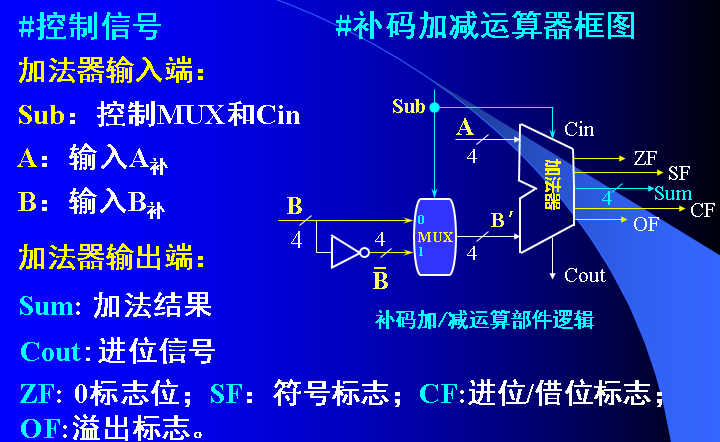 #控制信号
#补码加减运算器框图
加法器输入端：
Sub：控制MUX和Cin
A：输入A补
B：输入B补
加法器输出端：
Sum: 加法结果
Cout：进位信号
ZF: 0标志位；SF：符号标志；CF:进位/借位标志；
OF:溢出标志。
Sub
A
4
Cin
加法器
ZF
SF
4
Sum
CF
OF
Cout
B
4
4
B̅
0
MUX
1
B′
4
补码加/减运算部件逻辑